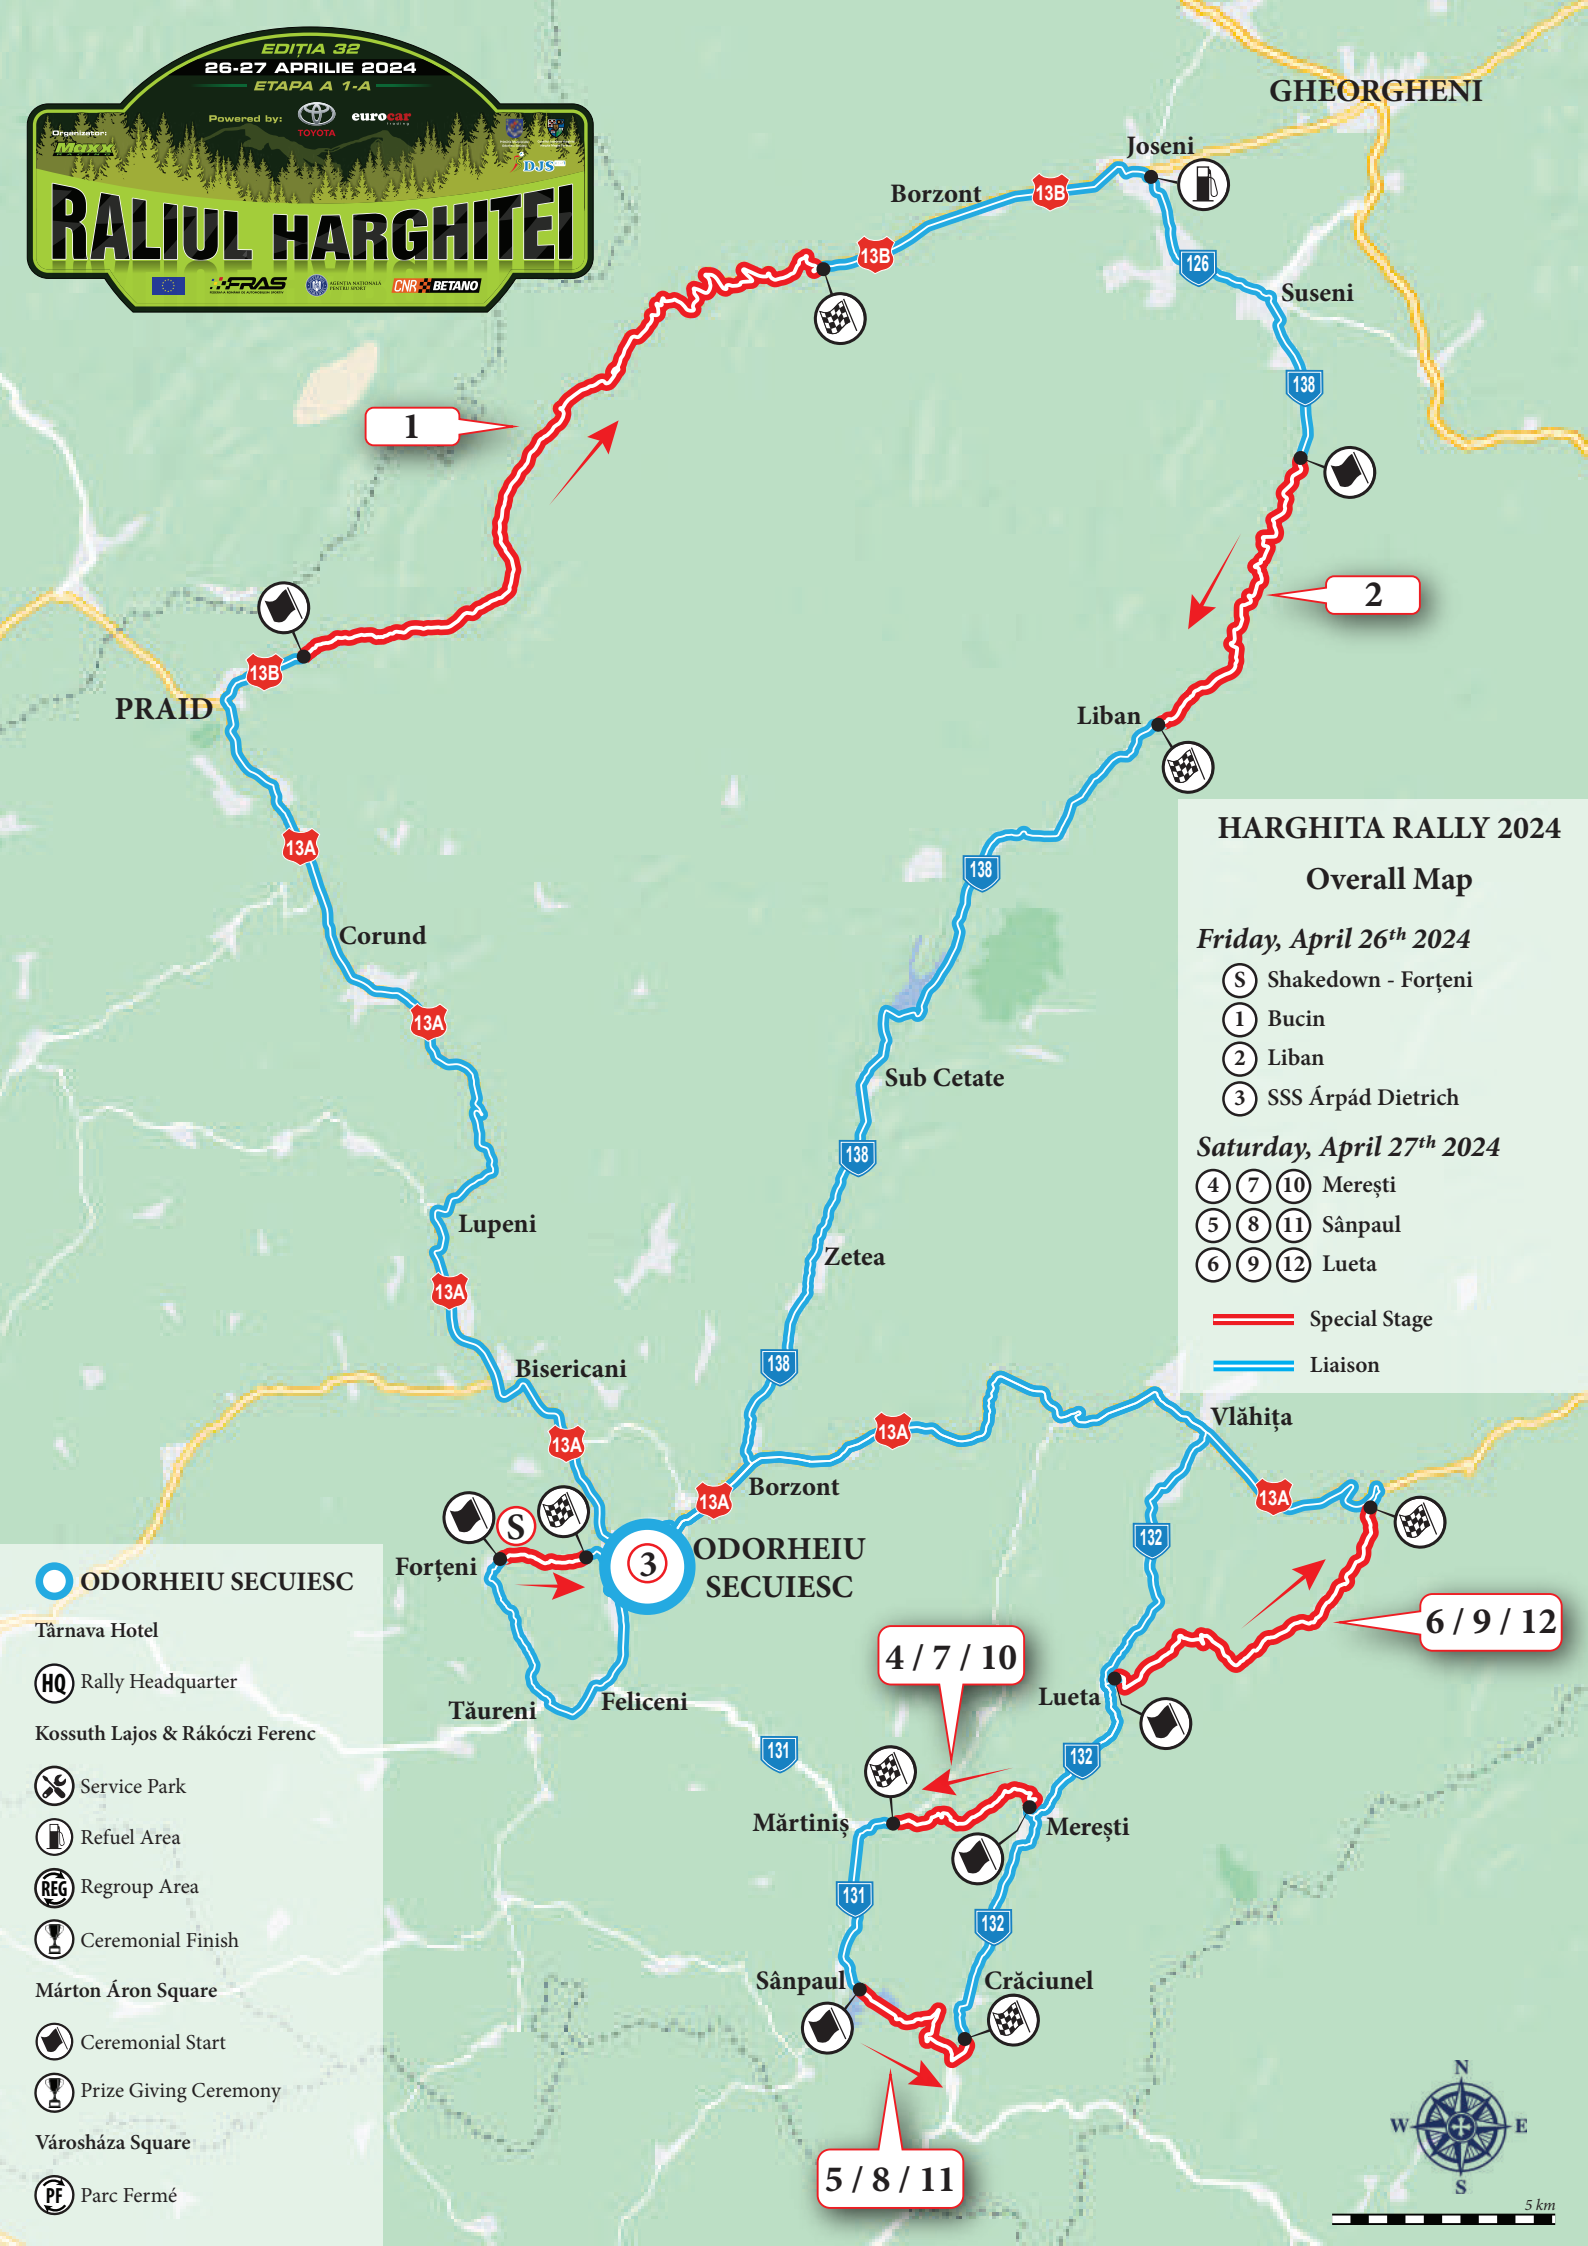 EDIȚIA 32
26-27 APRILIE 2024
ETAPA A 1-A
Powered by:
TOYOTA
eurocar
Organizator:
Maxx
DJS
RALIUL HARGHITEI
FRAS
AGENȚIA NAȚIONALĂ
PENTRU SPORT
CNR BETANO
GHEORGHENI
Joseni
Borzont
13B
13B
126
Suseni
138
1
2
13B
PRAID
Liban
13A
138
Corund
13A
Sub Cetate
138
Lupeni
Zetea
13A
138
Bisericani
13A
13A
Vlăhița
Borzont
13A
13A
S
132
Forțeni
3
ODORHEIU
SECUIESC
6 / 9 / 12
4 / 7 / 10
Lueta
Tăureni
Feliceni
131
132
Mărtiniș
Merești
131
132
Sânpaul
Crăciunel
5 / 8 / 11
HARGHITA RALLY 2024
Overall Map
Friday, April 26th 2024
S Shakedown - Forțeni
1 Bucin
2 Liban
3 SSS Árpád Dietrich
Saturday, April 27th 2024
4 7 10 Merești
5 8 11 Sânpaul
6 9 12 Lueta
Special Stage
Liaison
ODORHEIU SECUIESC
Târnava Hotel
HQ Rally Headquarter
Kossuth Lajos & Rákóczi Ferenc
Service Park
Refuel Area
REG Regroup Area
Ceremonial Finish
Márton Áron Square
Ceremonial Start
Prize Giving Ceremony
Városháza Square
PF Parc Fermé
N
W E
S
5 km